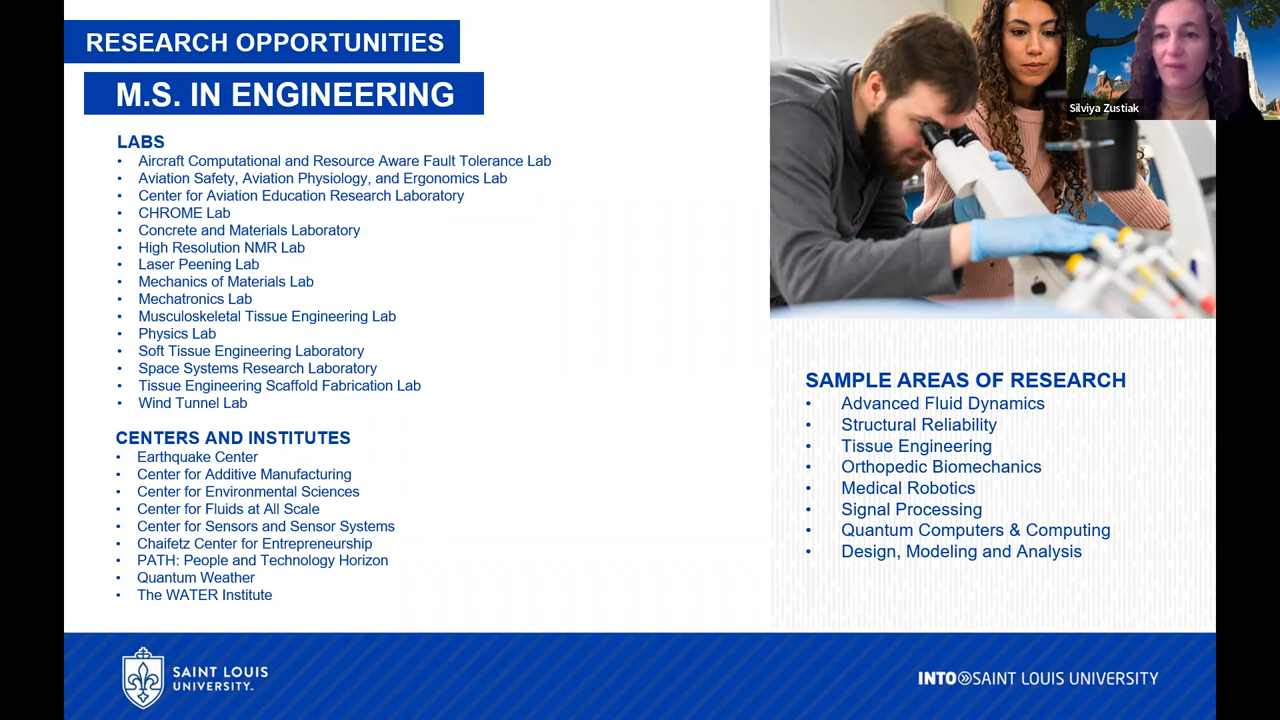 RESEARCH OPPORTUNITIES
M.S. IN ENGINEERING
LABS
• Aircraft Computational and Resource Aware Fault Tolerance Lab
• Aviation Safety, Aviation Physiology, and Ergonomics Lab
• Center for Aviation Education Research Laboratory
• CHROME Lab
• Concrete and Materials Laboratory
• High Resolution NMR Lab
• Laser Peening Lab
• Mechanics of Materials Lab
• Mechatronics Lab
• Musculoskeletal Tissue Engineering Lab
• Physics Lab
• Soft Tissue Engineering Laboratory
• Space Systems Research Laboratory
• Tissue Engineering Scaffold Fabrication Lab
• Wind Tunnel Lab
CENTERS AND INSTITUTES
• Earthquake Center
• Center for Additive Manufacturing
• Center for Environmental Sciences
• Center for Fluids at All Scale
• Center for Sensors and Sensor Systems
• Chaifetz Center for Entrepreneurship
• PATH: People and Technology Horizon
• Quantum Weather
• The WATER Institute
Silviya Zustiak
SAMPLE AREAS OF RESEARCH
• Advanced Fluid Dynamics
• Structural Reliability
• Tissue Engineering
• Orthopedic Biomechanics
• Medical Robotics
• Signal Processing
• Quantum Computers & Computing
• Design, Modeling and Analysis
SAINT LOUIS
UNIVERSITY™
INTO SAINT LOUIS UNIVERSITY